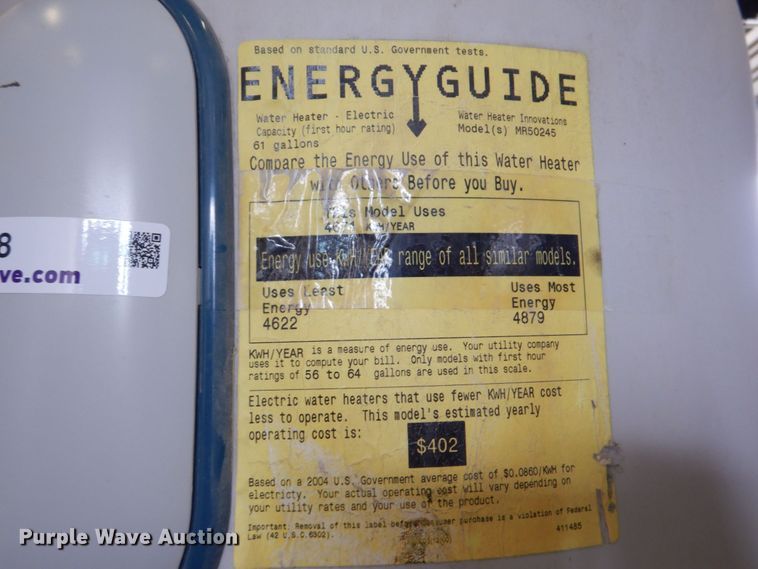 Based on standard U.S. Government tests.
ENERGYGUIDE
Water Heater - Electric
Capacity (first hour rating)
61 gallons
Water Heater Innovations
Model(s) MR50245
Compare the Energy Use of this Water Heater
with Others Before you Buy.
This Model Uses
KWH/YEAR
Energy use range of all similar models.
Uses Least
Energy
4622
Uses Most
Energy
4879
KWH/YEAR is a measure of energy use. Your utility company
uses it to compute your bill. Only models with first hour
ratings of 56 to 64 gallons are used in this scale.
Electric water heaters that use fewer KWH/YEAR cost
less to operate. This model's estimated yearly
operating cost is:
$402
Based on a 2004 U.S. Government average cost of $0.0860/KWH for
electricty. Your actual operating cost will vary depending on
your utility rates and your use of the product.
Important: Removal of this label before consumer purchase is a violation of Federal
Law (42 U.S.C.6302).
411485
8
ve.com
Purple Wave Auction